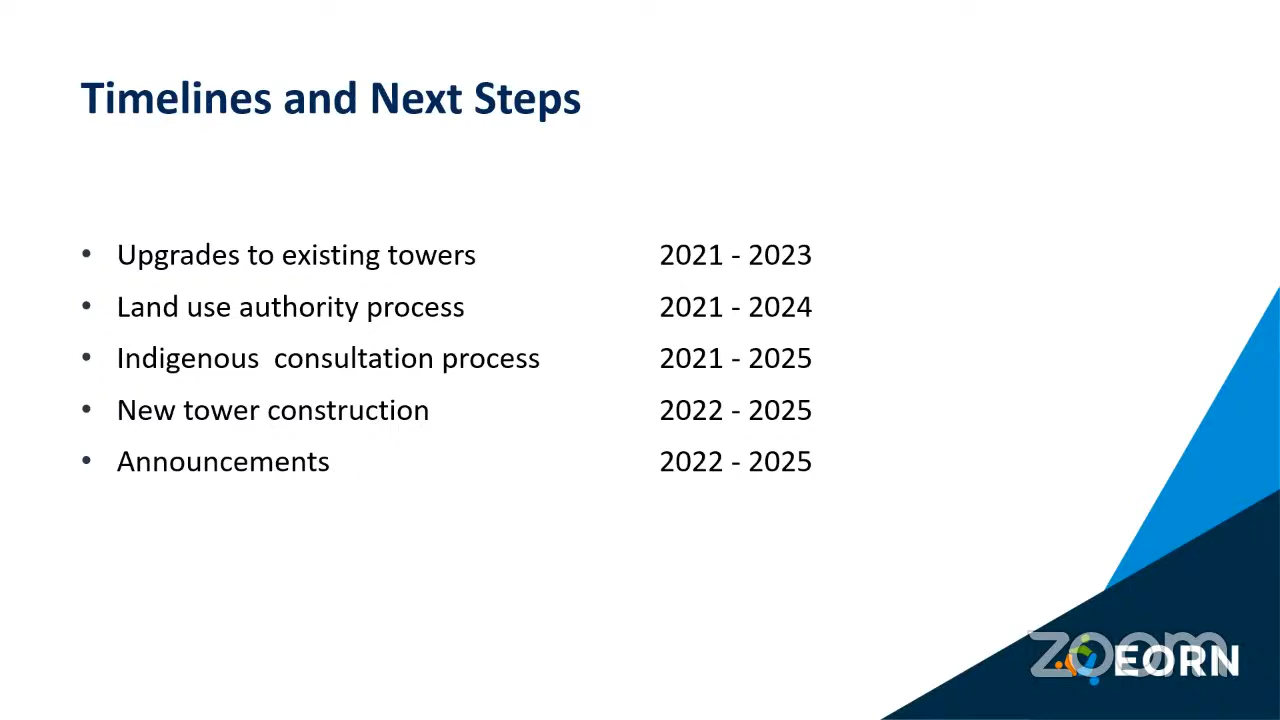 Timelines and Next Steps
• Upgrades to existing towers 2021 - 2023
• Land use authority process 2021 - 2024
• Indigenous  consultation process 2021 - 2025
• New tower construction 2022 - 2025
• Announcements 2022 - 2025
zoom
EORN